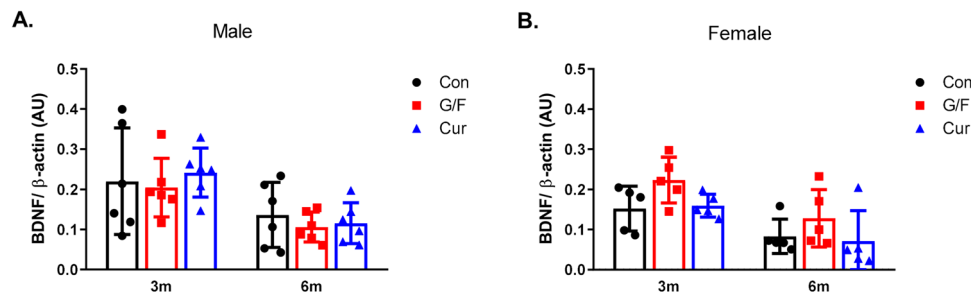 A.
Male
BDNF/ β-actin (AU)
0.5
0.4
0.3
0.2
0.1
0.0
3m
6m
Con
G/F
Cur
B.
Female
BDNF/ β-actin (AU)
0.5
0.4
0.3
0.2
0.1
0.0
3m
6m
Con
G/F
Cur